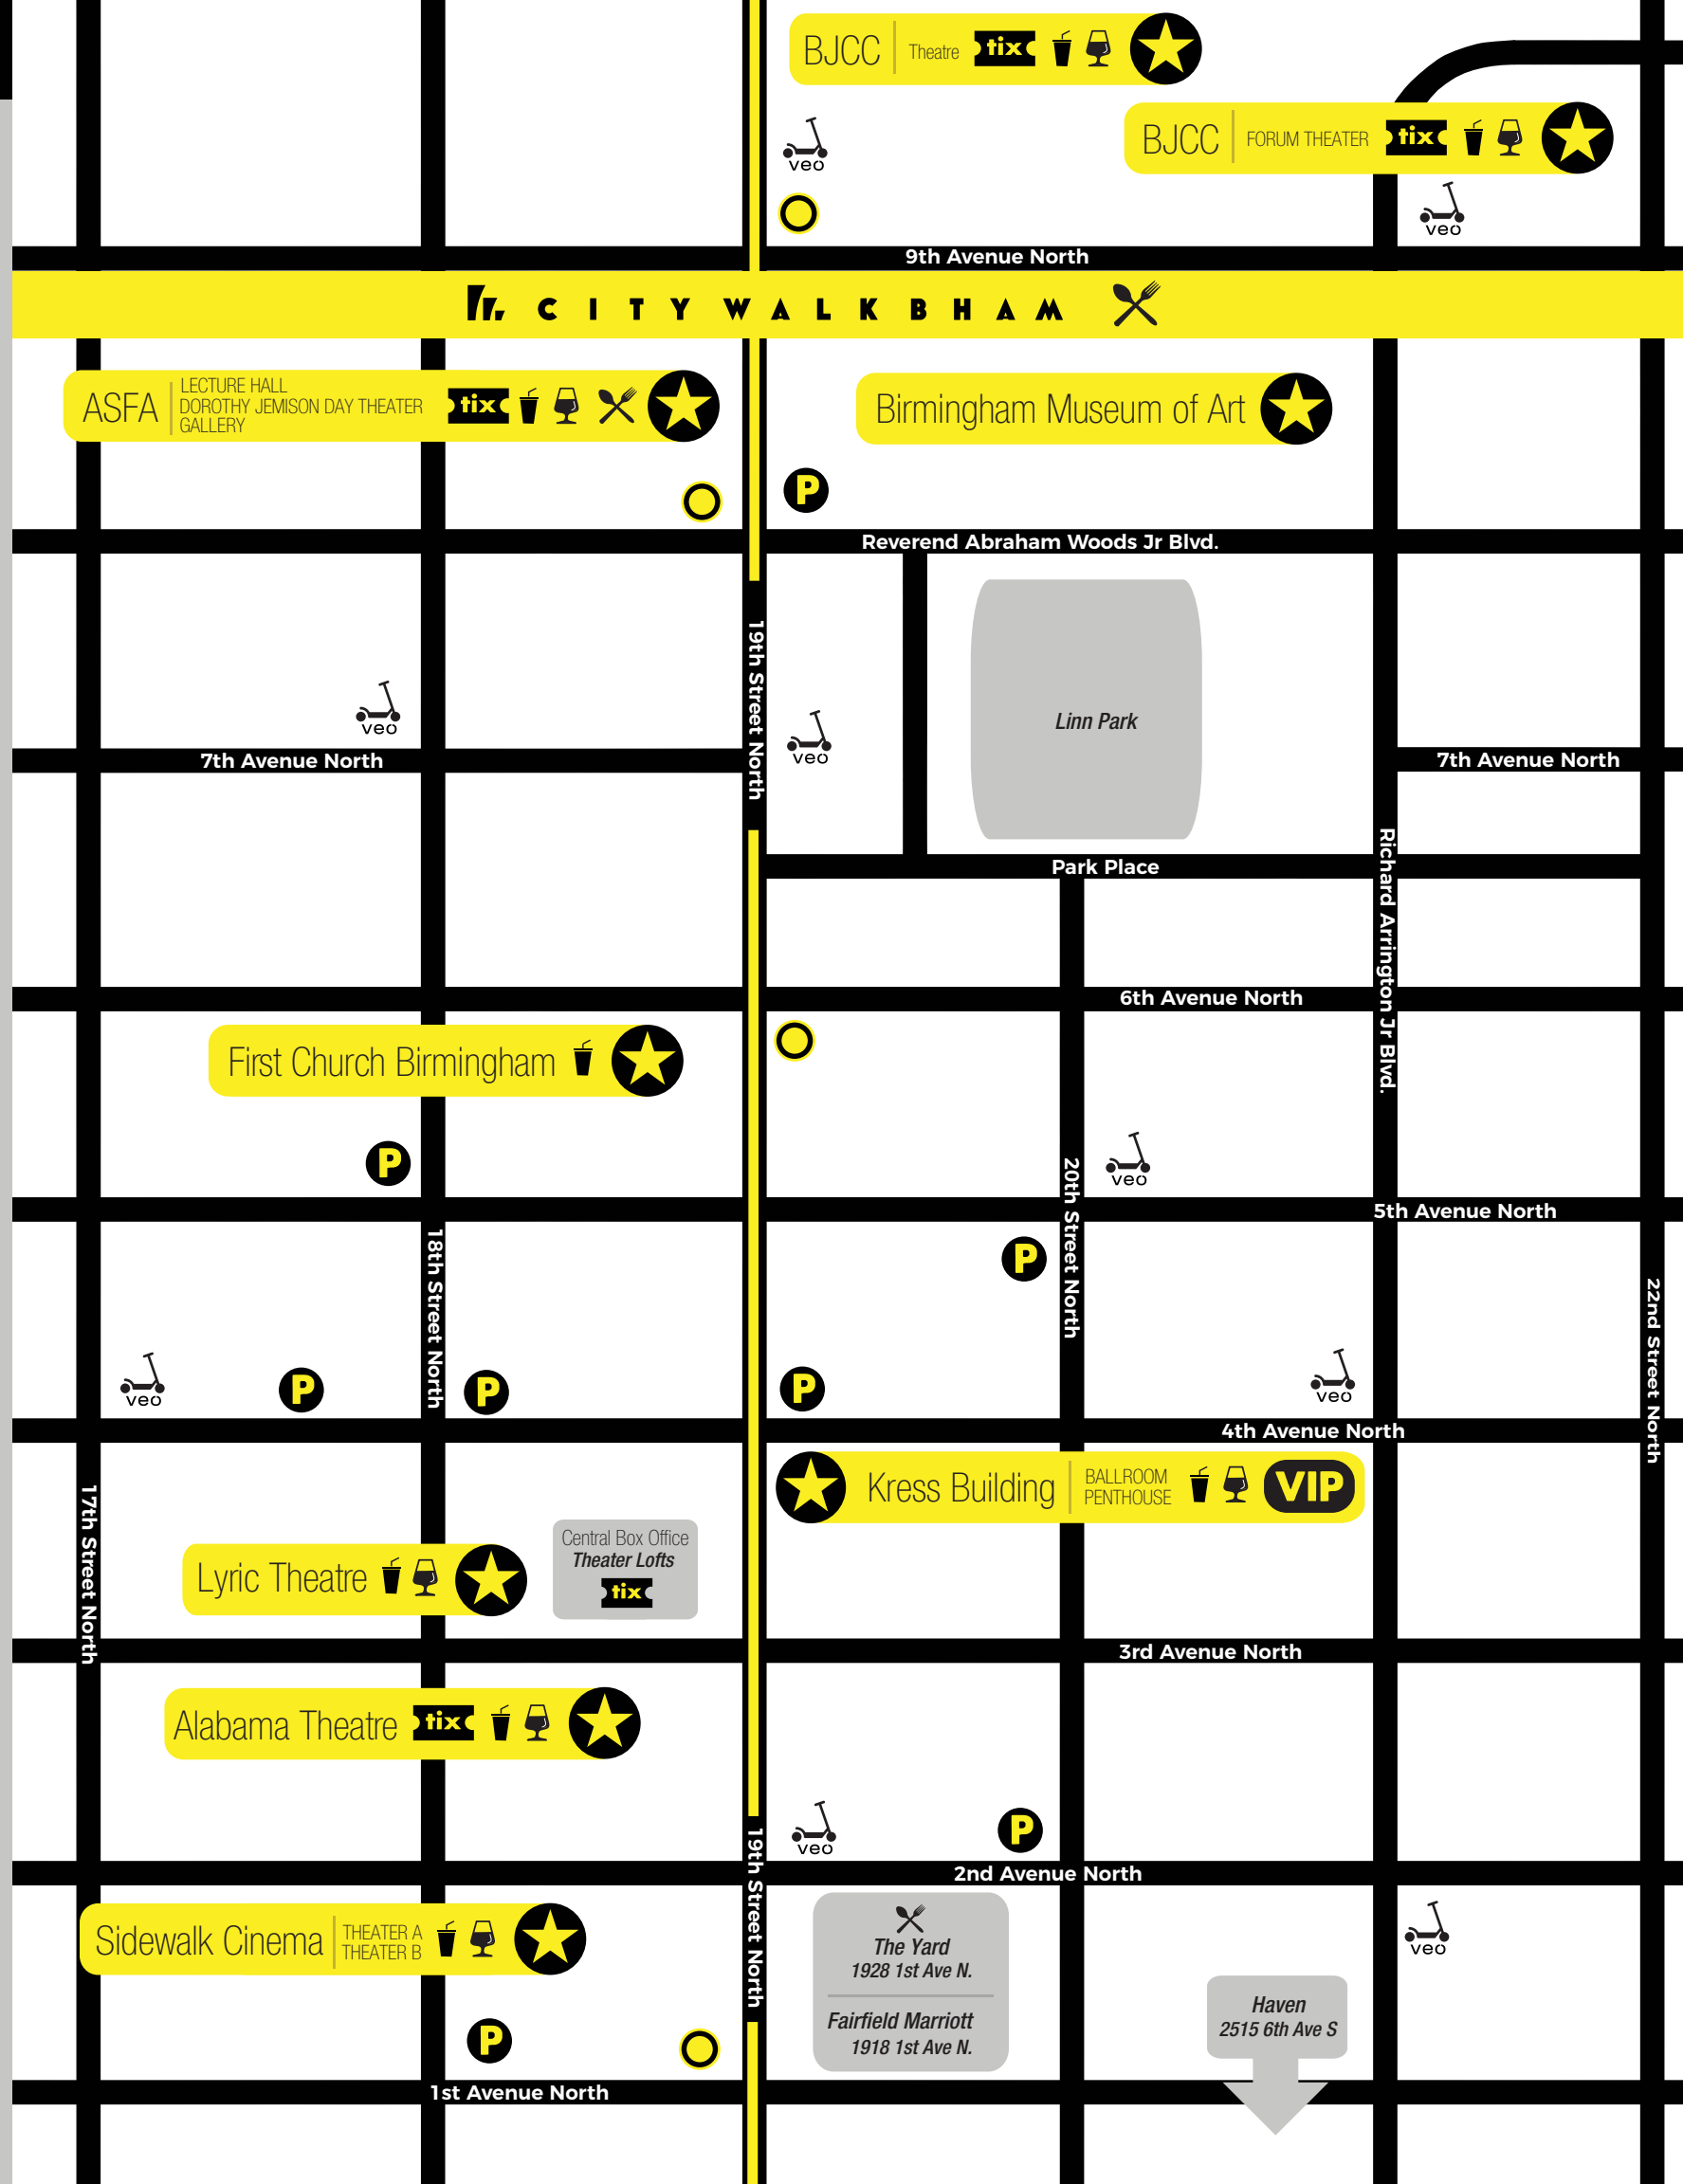 BJCC
Theatre
tix
veo
BJCC
FORUM THEATER
tix
veo
9th Avenue North
CITYWALKBHAM
ASFA
LECTURE HALL
DOROTHY JEMISON DAY THEATER
GALLERY
tix
Birmingham Museum of Art
P
Reverend Abraham Woods Jr Blvd.
19th Street North
Linn Park
veo
veo
7th Avenue North
7th Avenue North
Park Place
Richard Arrington Jr Blvd.
6th Avenue North
First Church Birmingham
P
veo
20th Street North
5th Avenue North
18th Street North
P
22nd Street North
veo
P
P
P
veo
4th Avenue North
17th Street North
Kress Building
BALLROOM
PENTHOUSE
VIP
Central Box Office
Theater Lofts
tix
Lyric Theatre
3rd Avenue North
Alabama Theatre
tix
veo
P
2nd Avenue North
19th Street North
Sidewalk Cinema
THEATER A
THEATER B
The Yard
1928 1st Ave N.
Fairfield Marriott
1918 1st Ave N.
veo
Haven
2515 6th Ave S
P
1st Avenue North